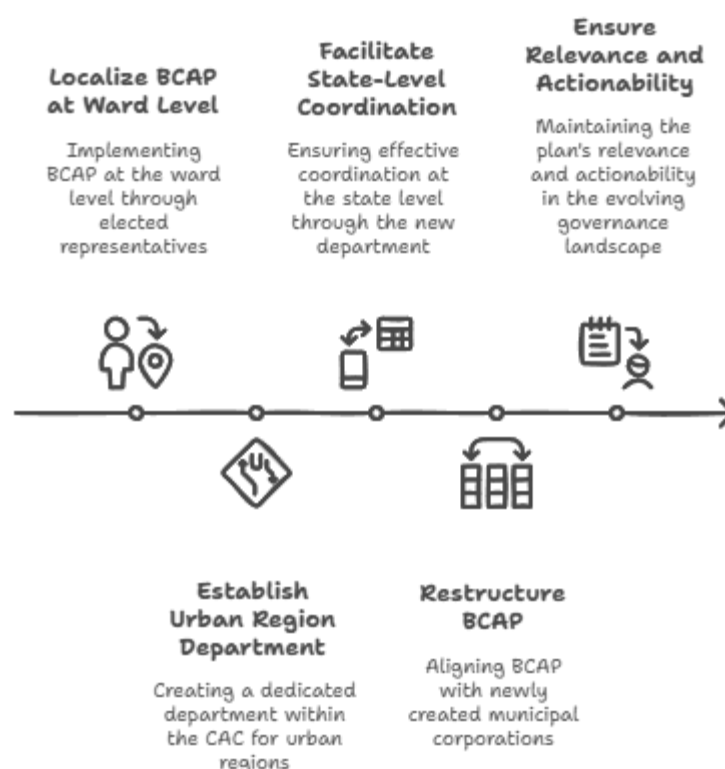 Localize BCAP
at Ward Level
Implementing
BCAP at the ward
level through
elected
representatives
Facilitate
State-Level
Coordination
Ensuring effective
coordination at
the state level
through the new
department
Ensure
Relevance and
Actionability
Maintaining the
plan's relevance
and actionability
in the evolving
governance
landscape
Establish
Urban Region
Department
Creating a dedicated
department within
the CAC for urban
regions
Restructure
BCAP
Aligning BCAP
with newly
created municipal
corporations